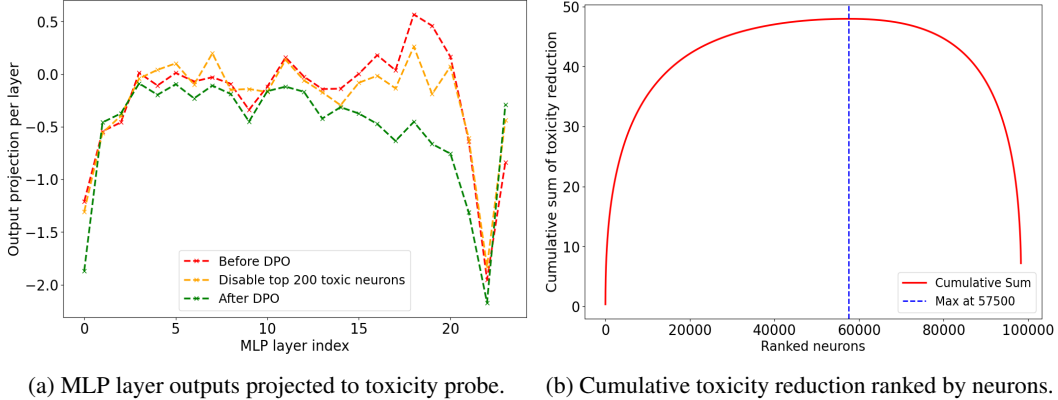 0.5
0.0
−0.5
−1.0
−1.5
−2.0
Output projection per layer
Before DPO
Disable top 200 toxic neurons
After DPO
0 5 10 15 20
MLP layer index
(a) MLP layer outputs projected to toxicity probe.
50
40
30
20
10
0
Cumulative sum of toxicity reduction
Cumulative Sum
Max at 57500
0 20000 40000 60000 80000 100000
Ranked neurons
(b) Cumulative toxicity reduction ranked by neurons.